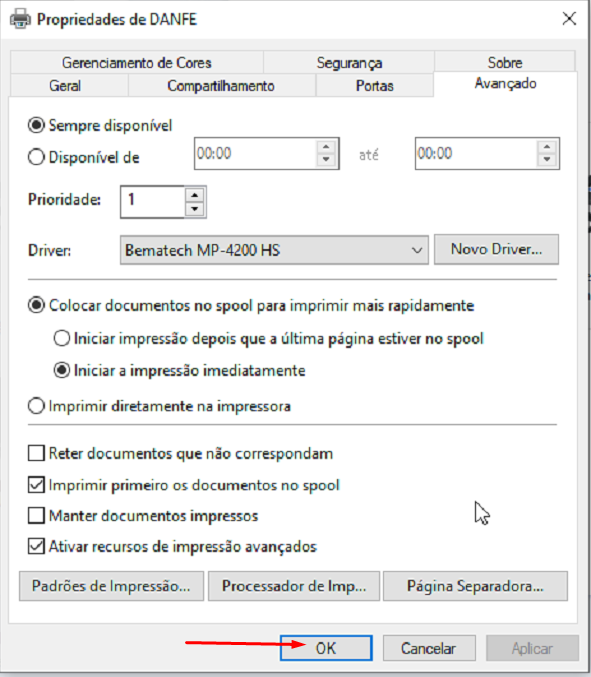 Propriedades de DANFE
Gerenciamento de Cores Segurança Sobre
Geral Compartilhamento Portas Avançado
Sempre disponível
Disponível de 00:00 até 00:00
Prioridade: 1
Driver: Bematech MP-4200 HS Novo Driver...
Colocar documentos no spool para imprimir mais rapidamente
Iniciar impressão depois que a última página estiver no spool
Iniciar a impressão imediatamente
Imprimir diretamente na impressora
Reter documentos que não correspondam
Imprimir primeiro os documentos no spool
Manter documentos impressos
Ativar recursos de impressão avançados
Padrões de Impressão... Processador de Imp... Página Separadora...
OK Cancelar Aplicar